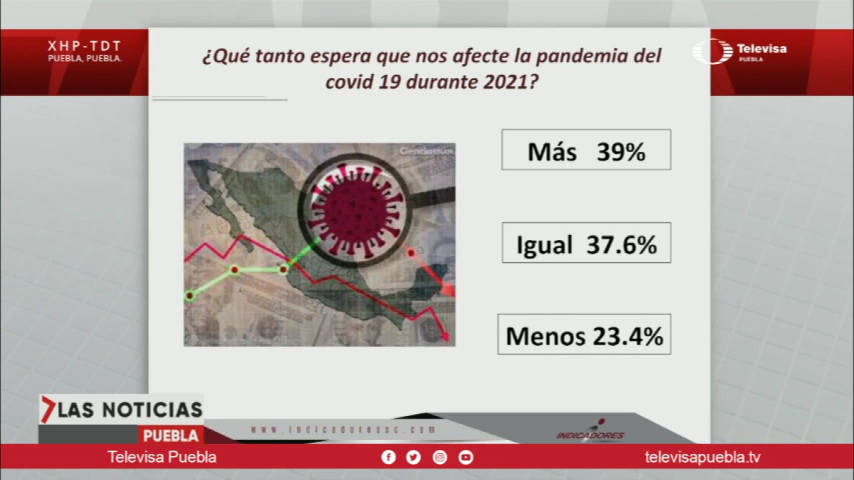 XHP-TDT
PUEBLA, PUEBLA.
¿Qué tanto espera que nos afecte la pandemia del
covid 19 durante 2021?
Televisa
PUEBLA
Más 39%
Igual 37.6%
Menos 23.4%
LAS NOTICIAS
PUEBLA
www.indicadoressc.com
INDICADORES
Televisa Puebla
televisapuebla.tv